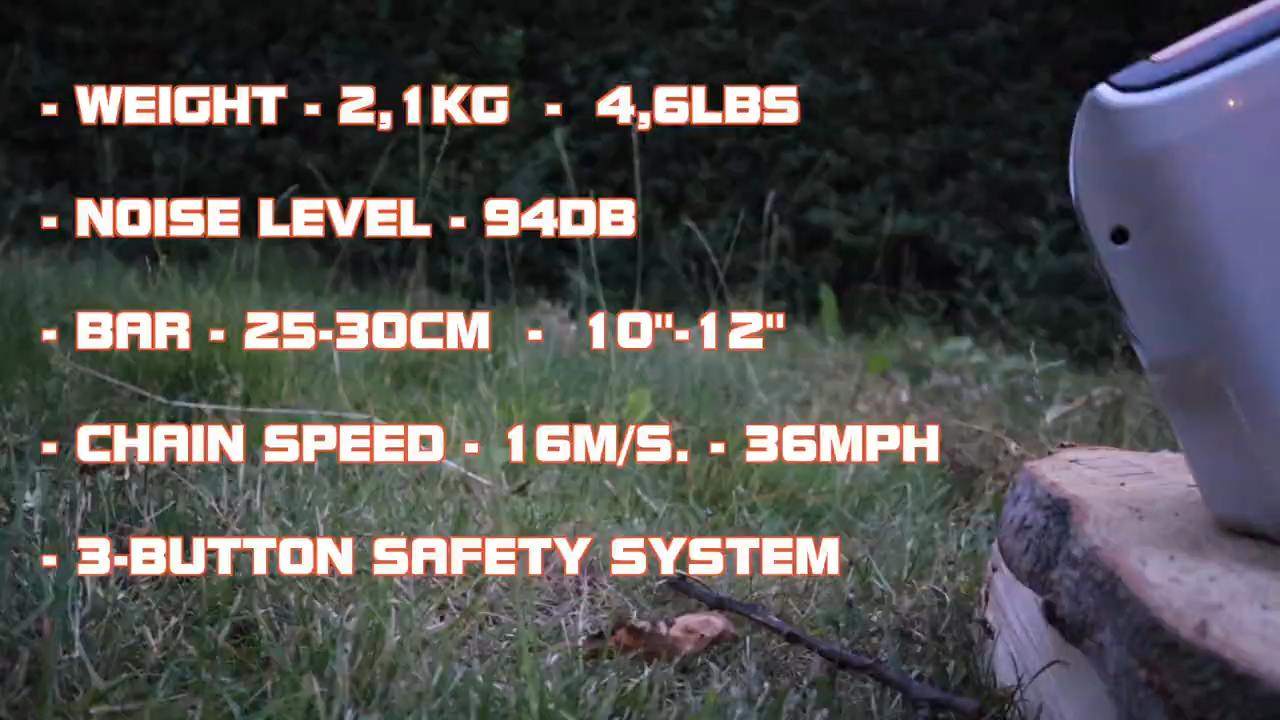 - WEIGHT - 2,1KG - 4,6LBS
- NOISE LEVEL - 94DB
- BAR - 25-30CM - 10"-12"
- CHAIN SPEED - 16M/S. - 36MPH
- 3-BUTTON SAFETY SYSTEM